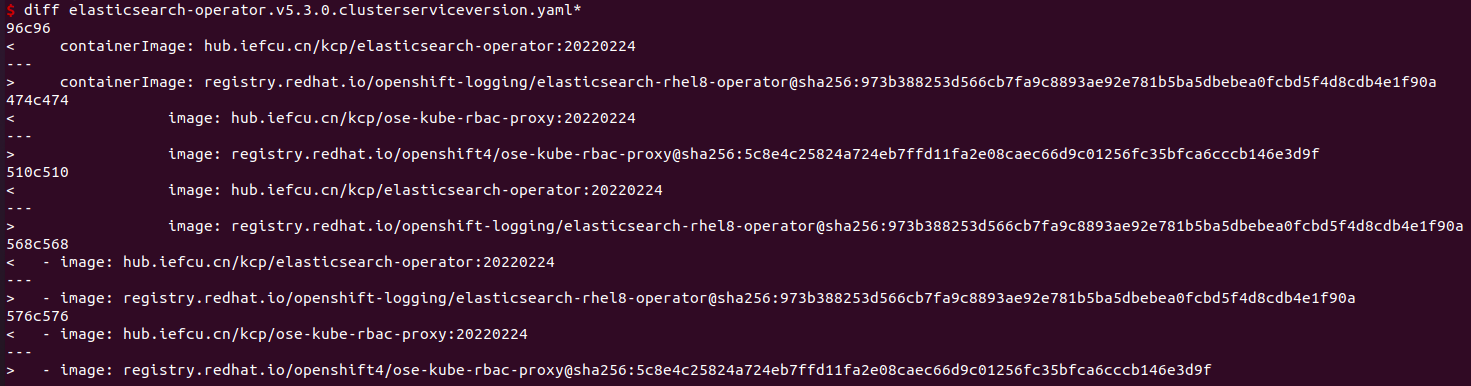 $ diff elasticsearch-operator.v5.3.0.clusterserviceversion.yaml*
96c96
<     containerImage: hub.iefcu.cn/kcp/elasticsearch-operator:20220224
---
>     containerImage: registry.redhat.io/openshift-logging/elasticsearch-rhel8-operator@sha256:973b388253d566cb7fa9c8893ae92e781b5ba5dbebea0fcbd5f4d8cdb4e1f90a
474c474
<                 image: hub.iefcu.cn/kcp/ose-kube-rbac-proxy:20220224
---
>                 image: registry.redhat.io/openshift4/ose-kube-rbac-proxy@sha256:5c8e4c25824a724eb7ffd11fa2e08caec66d9c01256fc35bfca6cccb146e3d9f
510c510
<                 image: hub.iefcu.cn/kcp/elasticsearch-operator:20220224
---
>                 image: registry.redhat.io/openshift-logging/elasticsearch-rhel8-operator@sha256:973b388253d566cb7fa9c8893ae92e781b5ba5dbebea0fcbd5f4d8cdb4e1f90a
568c568
<   - image: hub.iefcu.cn/kcp/elasticsearch-operator:20220224
---
>   - image: registry.redhat.io/openshift-logging/elasticsearch-rhel8-operator@sha256:973b388253d566cb7fa9c8893ae92e781b5ba5dbebea0fcbd5f4d8cdb4e1f90a
576c576
<   - image: hub.iefcu.cn/kcp/ose-kube-rbac-proxy:20220224
---
>   - image: registry.redhat.io/openshift4/ose-kube-rbac-proxy@sha256:5c8e4c25824a724eb7ffd11fa2e08caec66d9c01256fc35bfca6cccb146e3d9f